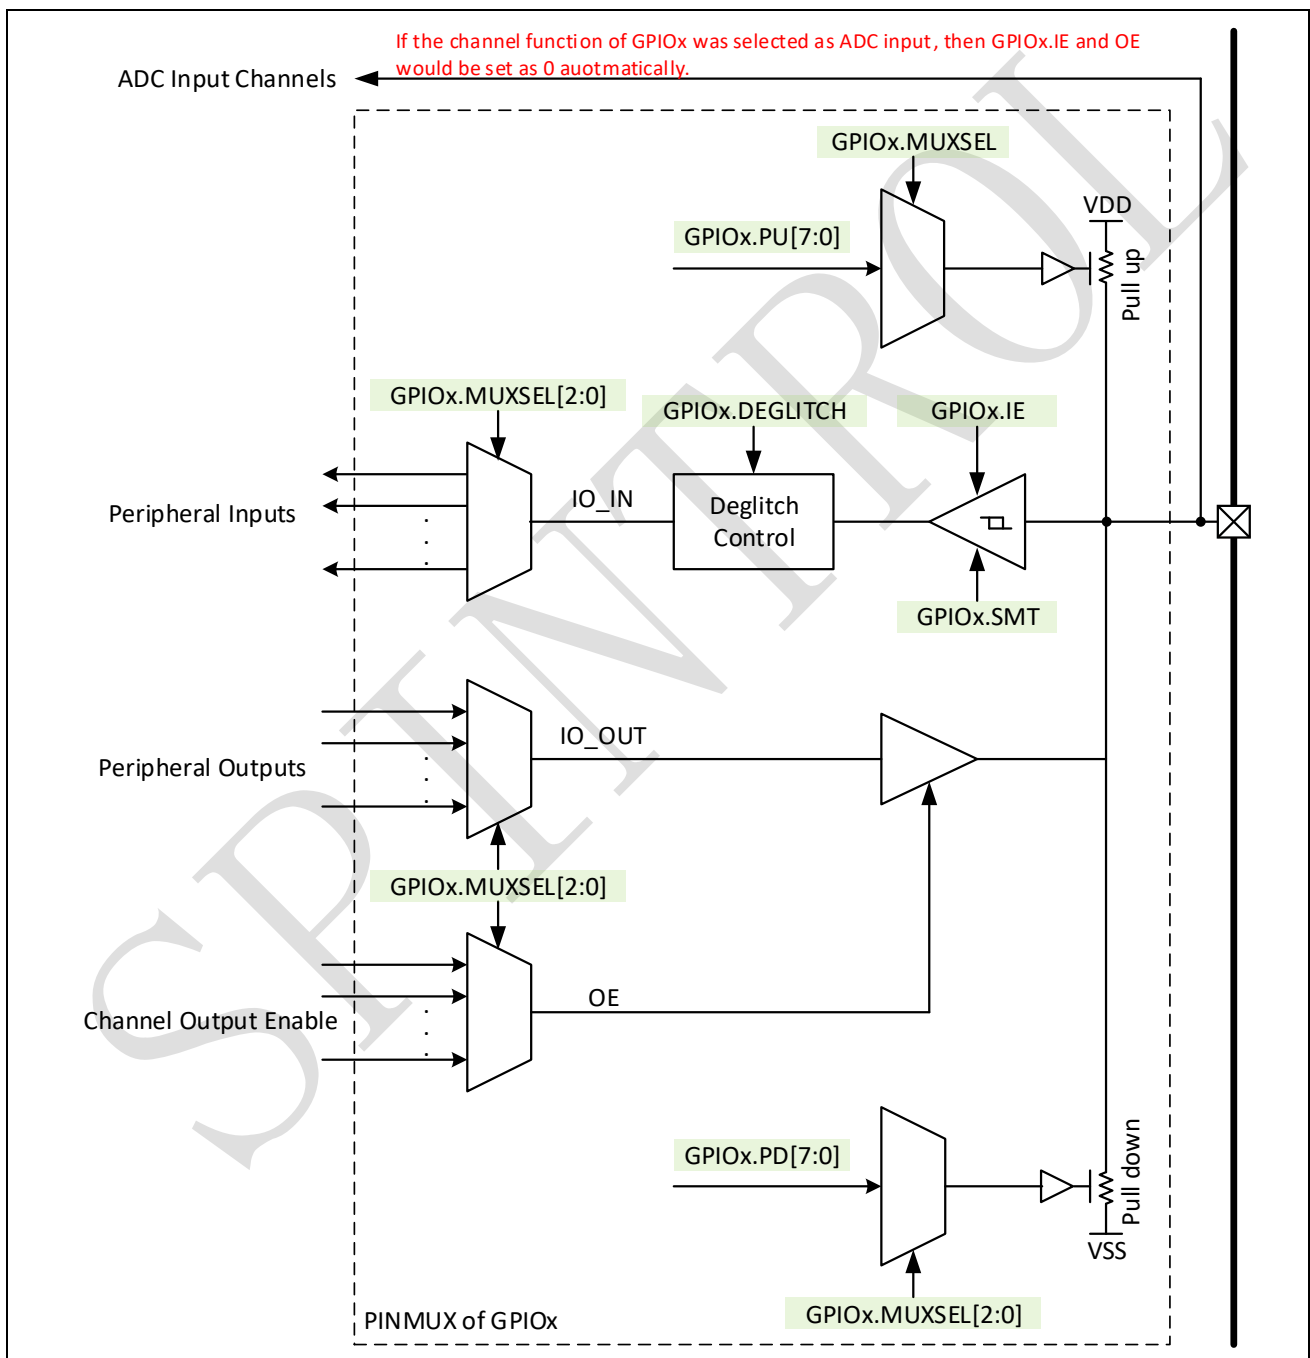 If the channel function of GPIOx was selected as ADC input, then GPIOx.IE and OE
would be set as 0 auotmatically.
ADC Input Channels
GPIOx.MUXSEL
VDD
GPIOx.PU[7:0]
Pull up
GPIOx.MUXSEL[2:0]
GPIOx.DEGLITCH
GPIOx.IE
IO_IN
Deglitch
Control
Peripheral Inputs
GPIOx.SMT
IO_OUT
Peripheral Outputs
GPIOx.MUXSEL[2:0]
OE
Channel Output Enable
GPIOx.PD[7:0]
Pull down
VSS
GPIOx.MUXSEL[2:0]
PINMUX of GPIOx
SPINTROL